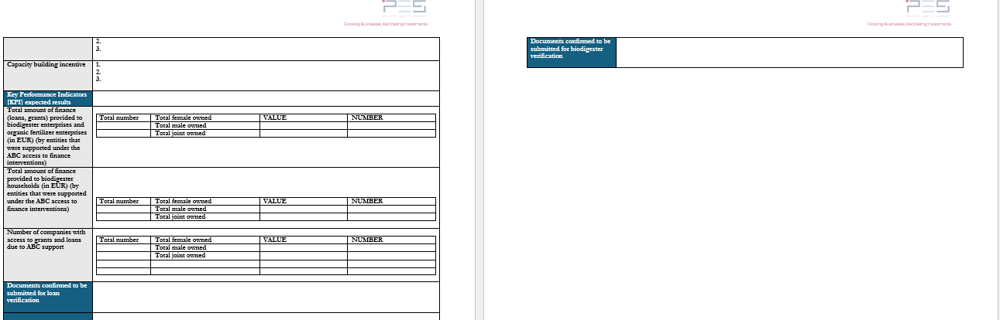 PES
Growing Businesses, Facilitating Investments
2.
3.
Capacity building incentive
1.
2.
3.
Key Performance Indicators
[KPI] expected results
Total amount of finance
(loans, grants) provided to
biodigester enterprises and
organic fertilizer enterprises
(in EUR) (by entities that
were supported under the
ABC access to finance
interventions)
Total number Total female owned VALUE NUMBER
Total male owned
Total joint owned
Total amount of finance
provided to biodigester
households (in EUR) (by
entities that were supported
under the ABC access to
finance interventions)
Total number Total female owned VALUE NUMBER
Total male owned
Total joint owned
Number of companies with
access to grants and loans
due to ABC support
Total number Total female owned VALUE NUMBER
Total male owned
Total joint owned
Documents confirmed to be
submitted for loan
verification
PES
Growing Businesses, Facilitating Investments
Documents confirmed to be
submitted for biodigester
verification